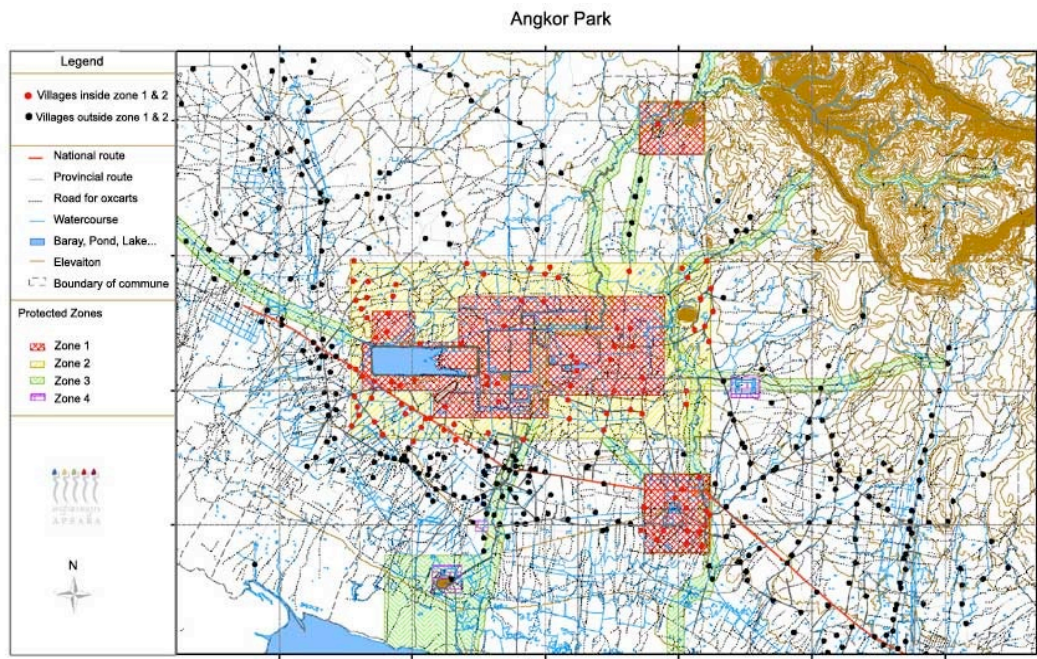 Angkor Park
Legend
Villages inside zone 1 & 2
Villages outside zone 1 & 2
National route
Provincial route
Road for oxcarts
Watercourse
Baray, Pond, Lake...
Elevaiton
Boundary of commune
Protected Zones
Zone 1
Zone 2
Zone 3
Zone 4
APSARA
N